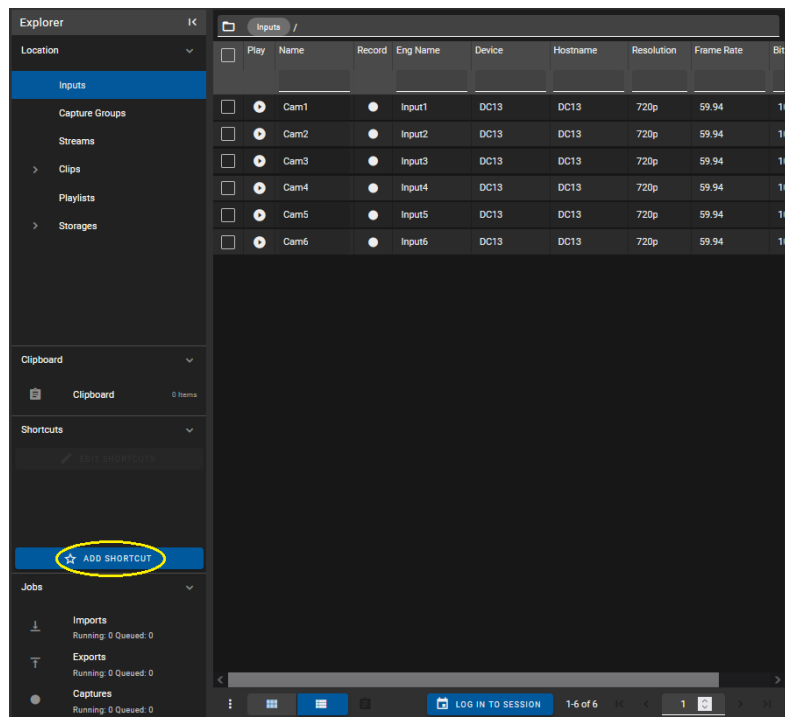 Explorer
Inputs /
Location
Play Name Record Eng Name Device Hostname Resolution Frame Rate Bit
Inputs
Capture Groups
Streams
Clips
Playlists
Storages
Cam1 Input1 DC13 DC13 720p 59.94
Cam2 Input2 DC13 DC13 720p 59.94
Cam3 Input3 DC13 DC13 720p 59.94
Cam4 Input4 DC13 DC13 720p 59.94
Cam5 Input5 DC13 DC13 720p 59.94
Cam6 Input6 DC13 DC13 720p 59.94
Clipboard
Clipboard 0 Items
Shortcuts
EDIT SHORTCUTS
ADD SHORTCUT
Jobs
Imports
Running: 0 Queued: 0
Exports
Running: 0 Queued: 0
Captures
Running: 0 Queued: 0
LOG IN TO SESSION 1-6 of 6 1